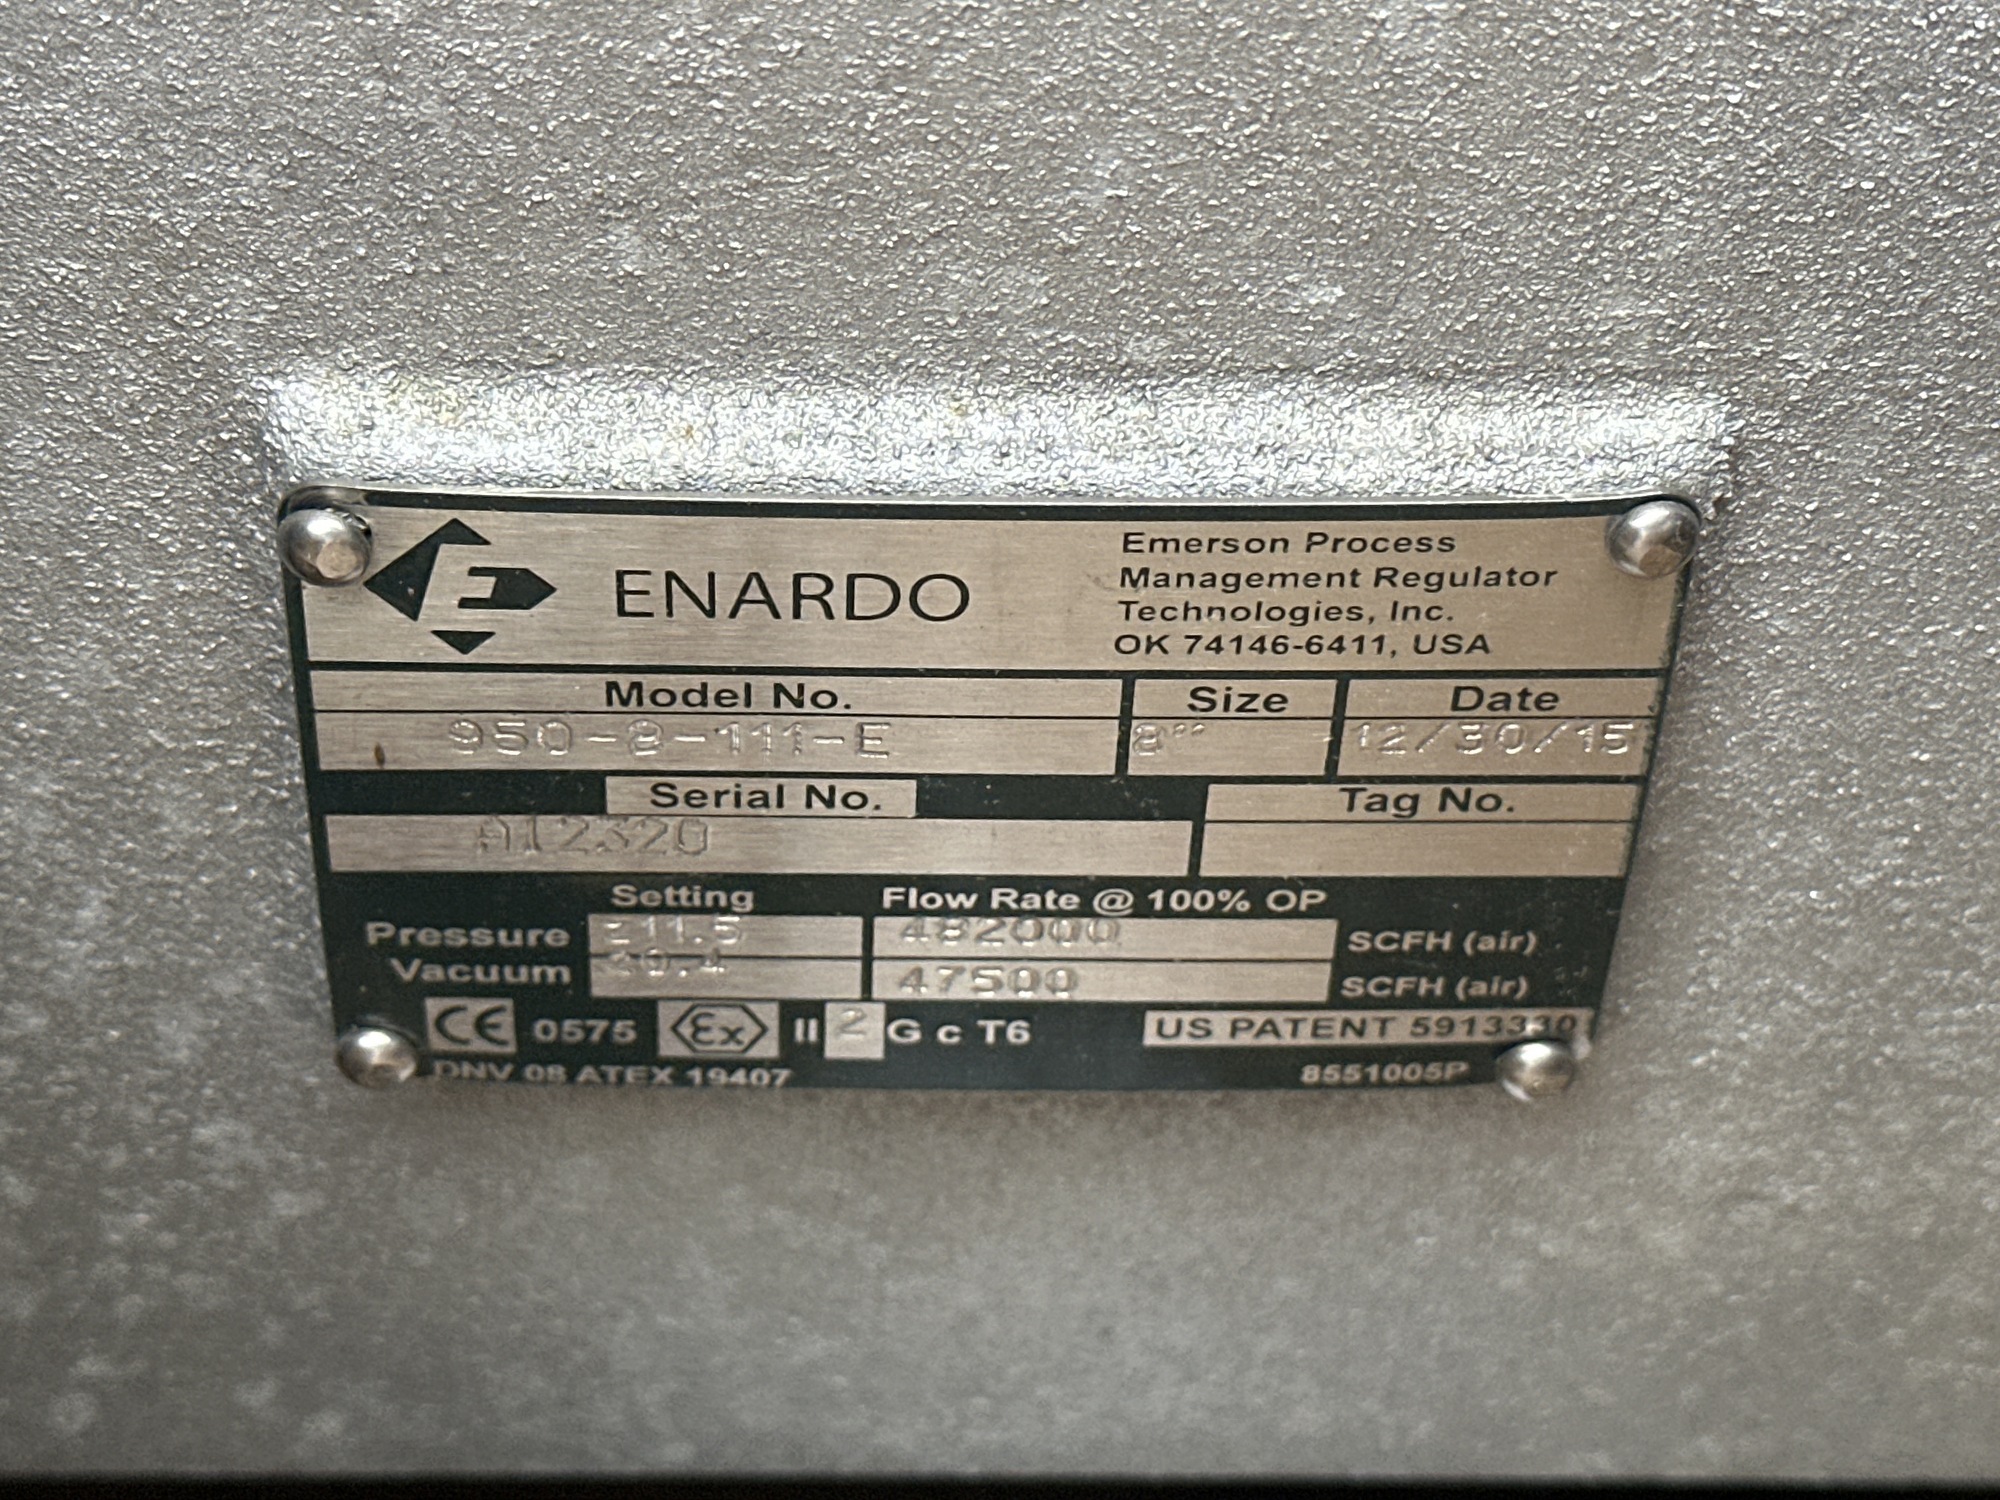 ENARDO
Emerson Process
Management Regulator
Technologies, Inc.
OK 74146-6411, USA
Model No. Size Date
950-8-111-E 8" 12/30/15
Serial No. Tag No.
A12320
Setting Flow Rate @ 100% OP
Pressure 482000 SCFH (air)
Vacuum 47500 SCFH (air)
CE 0575 Ex II 2 G c T6 US PATENT 5913330
DNV 08 ATEX 19407 8551005P